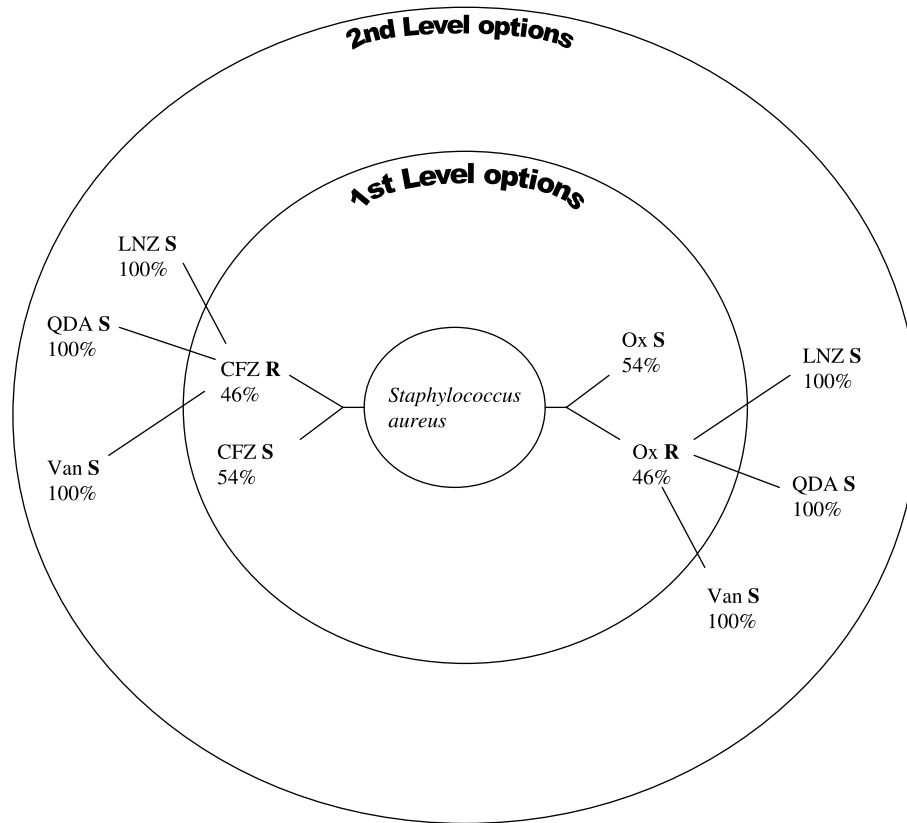 2nd Level options
1st Level options
LNZ S
100%
QDA S
100%
CFZ R
46%
Van S
100%
CFZ S
54%
Staphylococcus
aureus
Ox S
54%
LNZ S
100%
Ox R
46%
QDA S
100%
Van S
100%